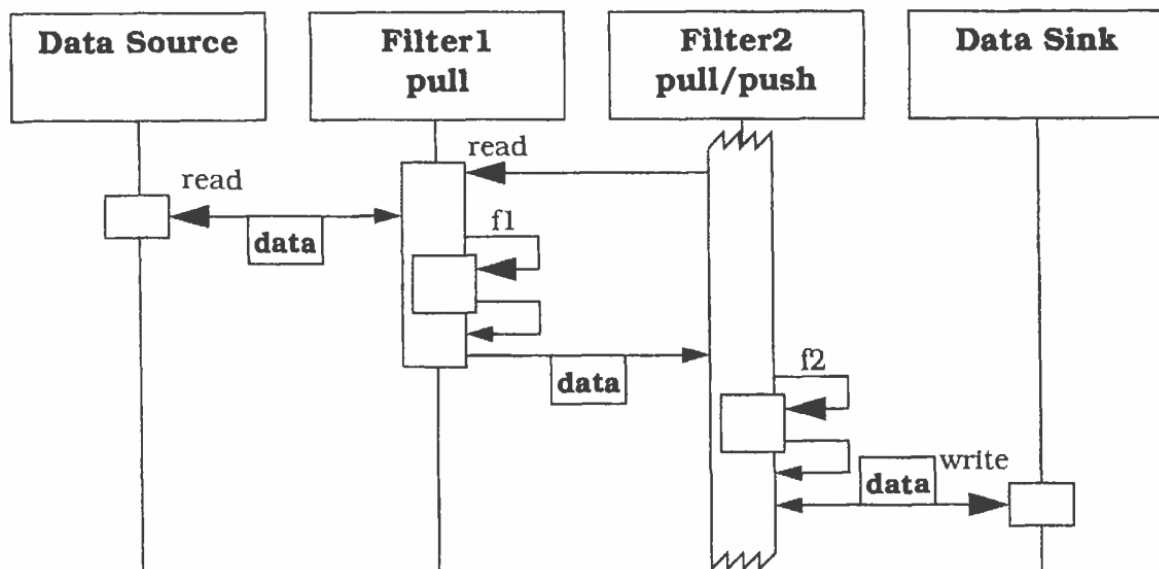 Data Source
Filter1
pull
Filter2
pull/push
Data Sink
read
read
data
f1
data
f2
write
data